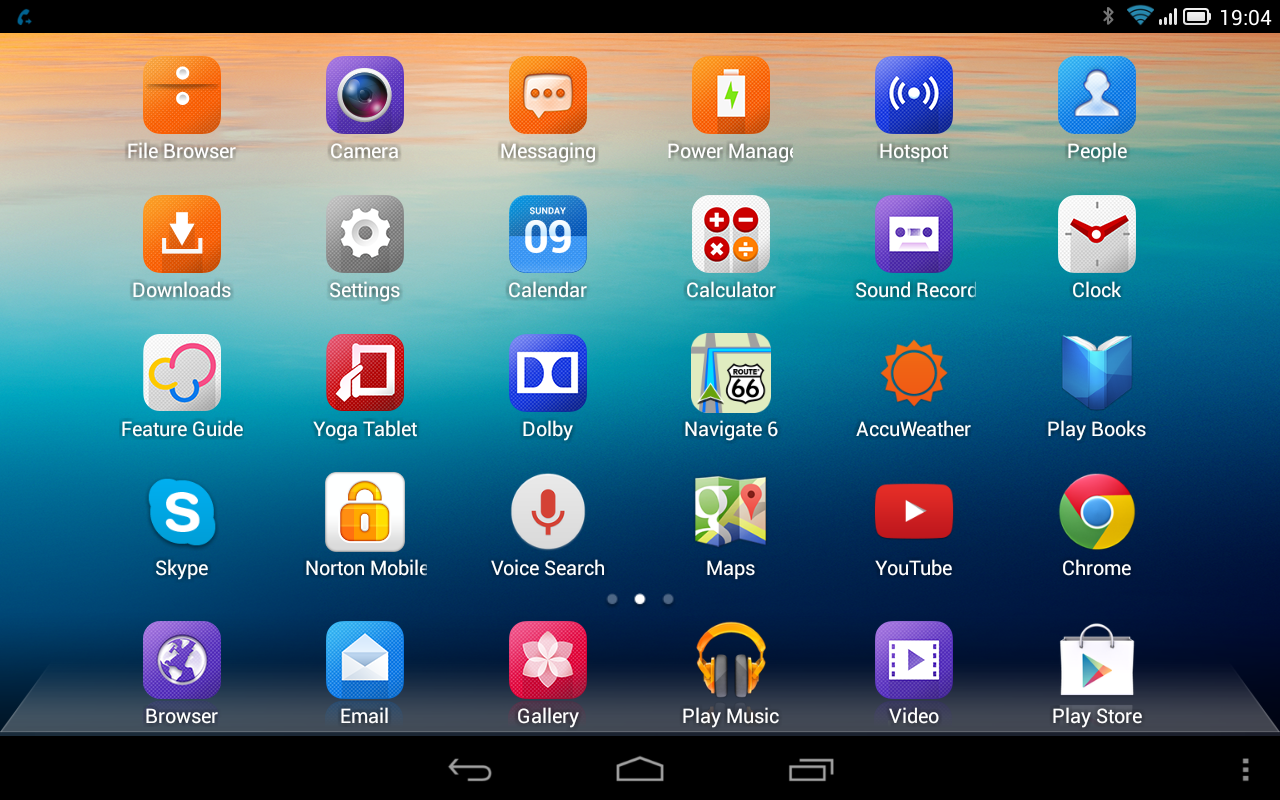 19:04
File Browser
Camera
Messaging
Power Manage
Hotspot
People
SUNDAY
09
Downloads
Settings
Calendar
Calculator
Sound Record
Clock
ROUTE
66
Feature Guide
Yoga Tablet
Dolby
Navigate 6
AccuWeather
Play Books
S
g
Skype
Norton Mobile
Voice Search
Maps
YouTube
Chrome
Browser
Email
Gallery
Play Music
Video
Play Store